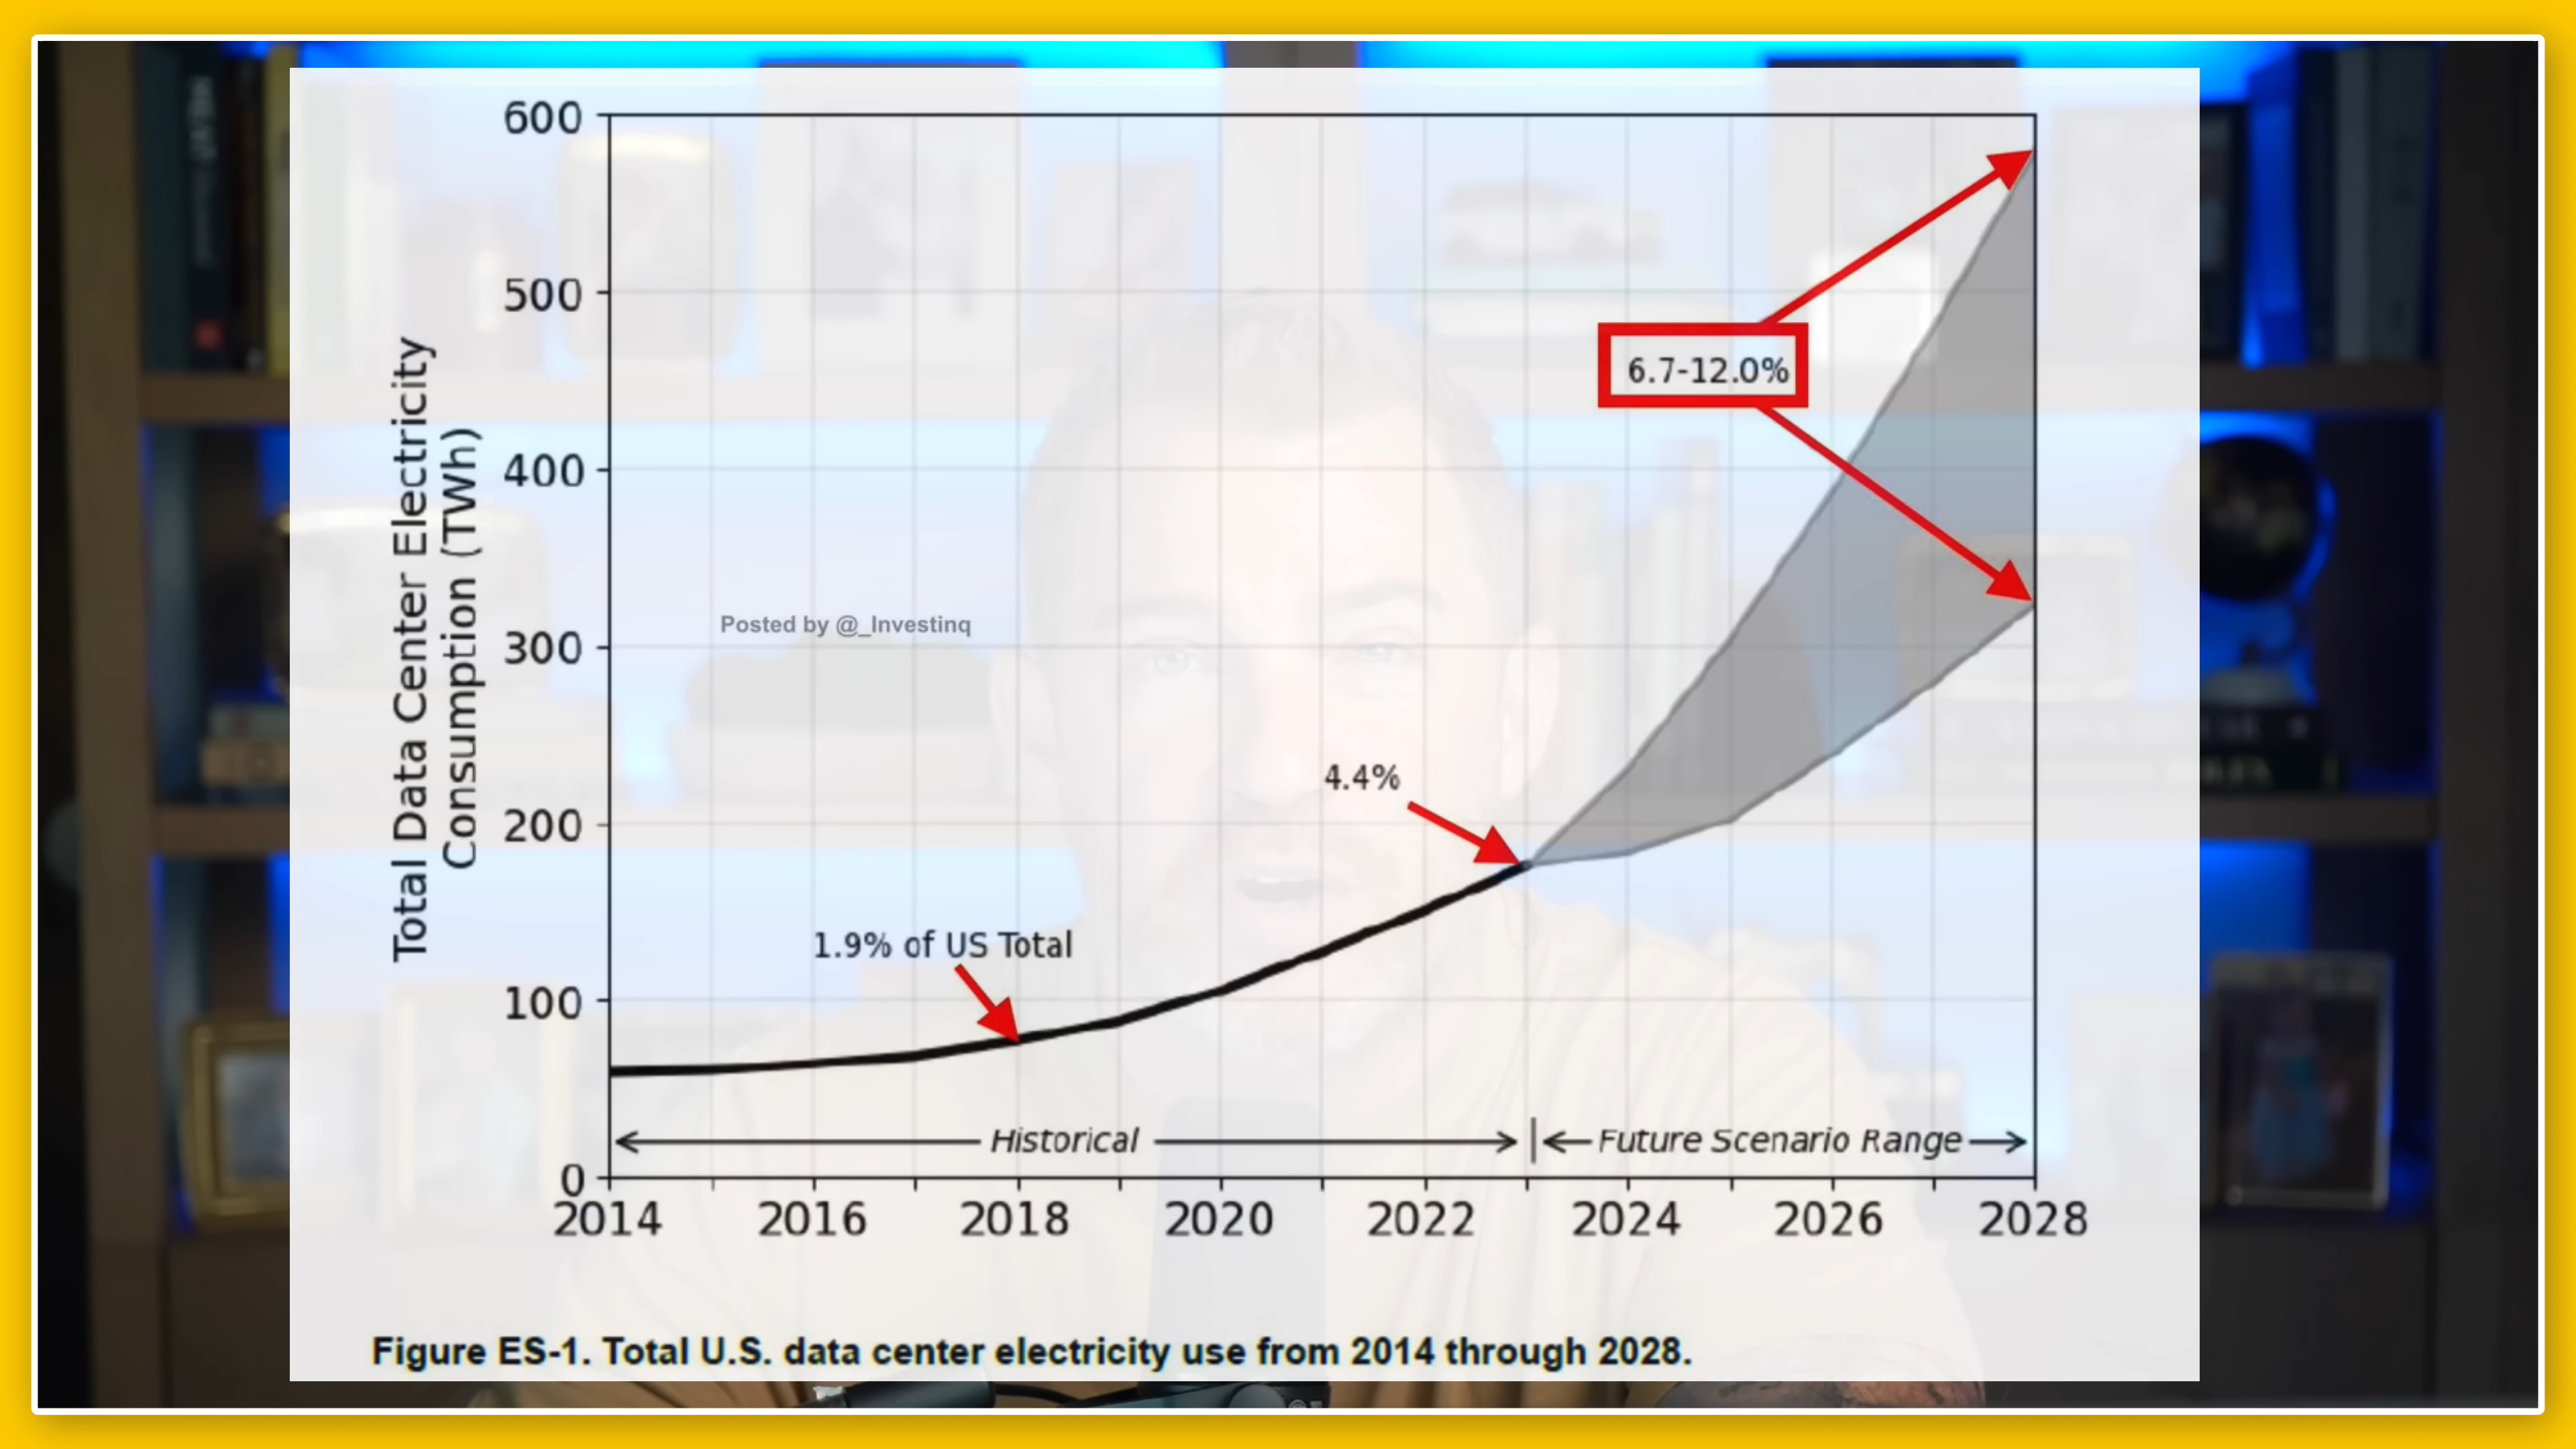 600
500
400
300
200
100
0
Total Data Center Electricity
Consumption (TWh)
6.7-12.0%
Posted by @_Investinq
4.4%
1.9% of US Total
Historical
Future Scenario Range
2014 2016 2018 2020 2022 2024 2026 2028
Figure ES-1. Total U.S. data center electricity use from 2014 through 2028.